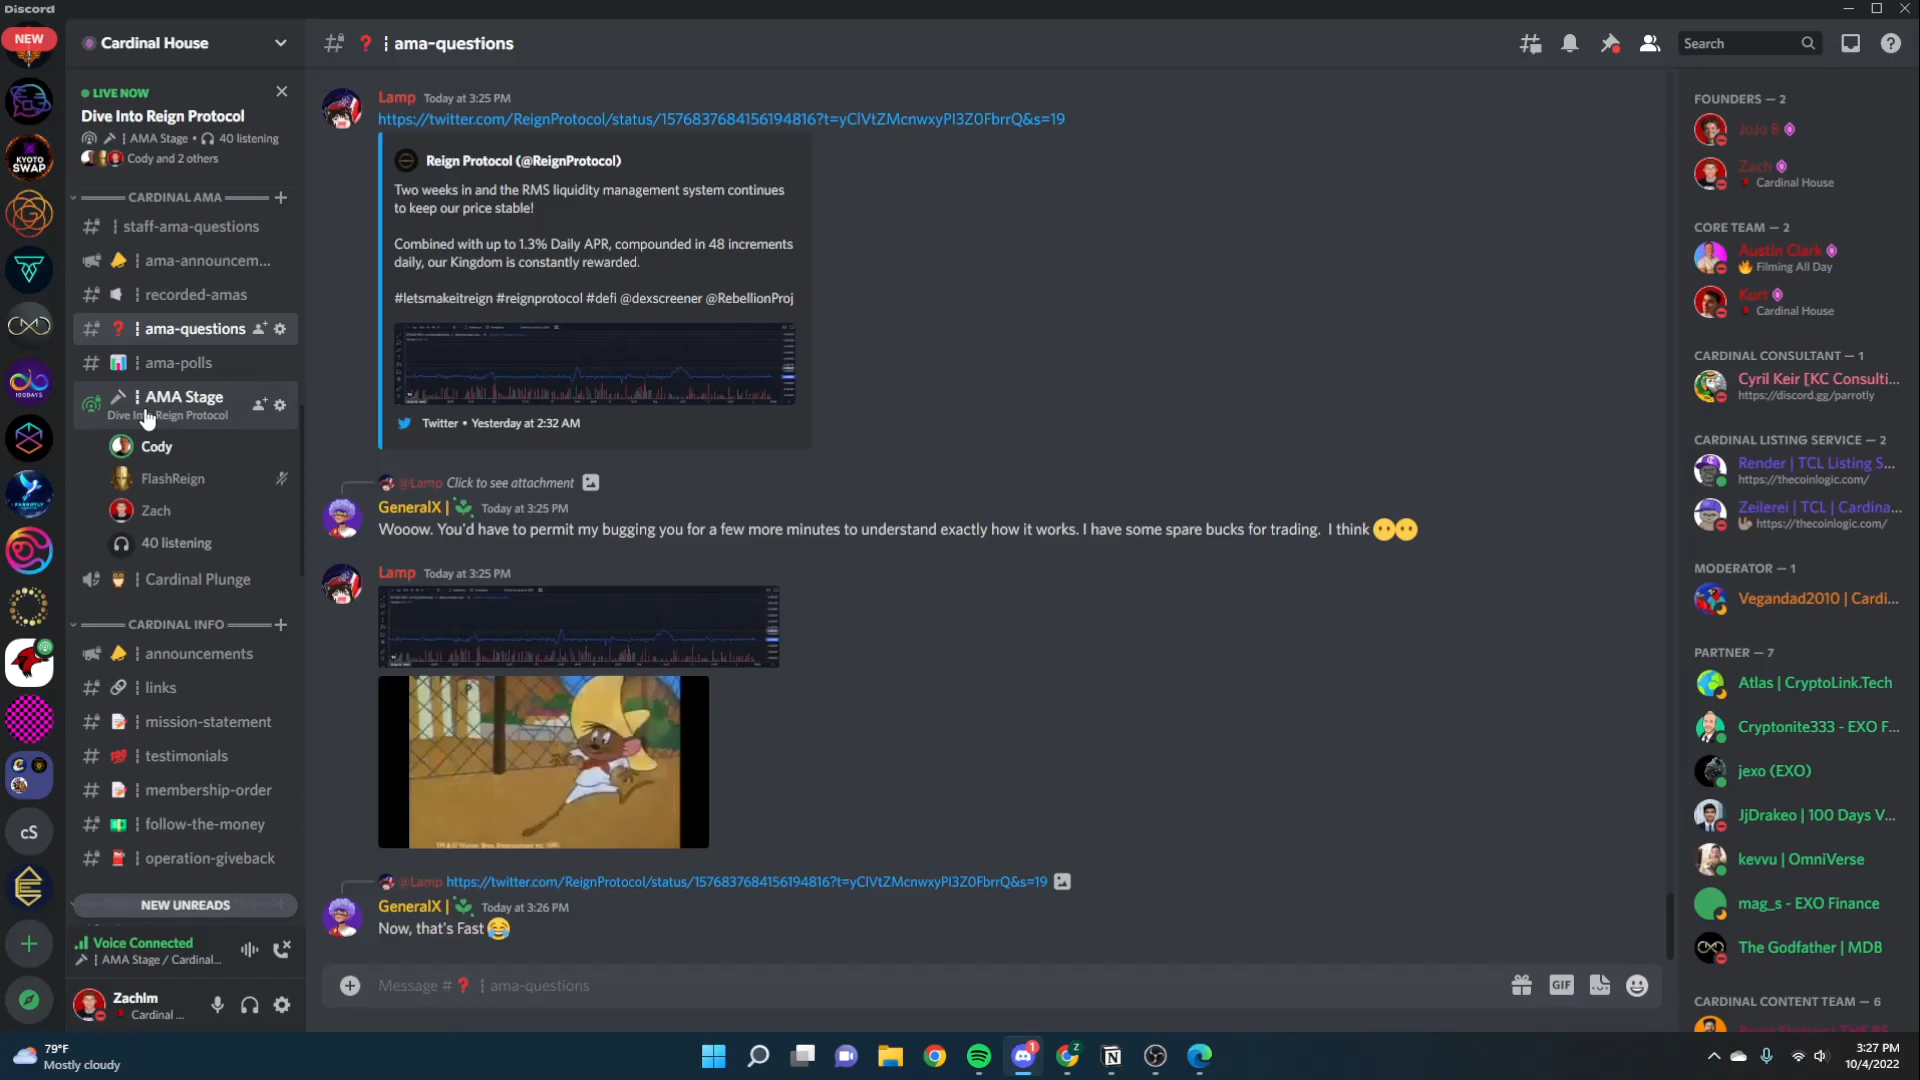 Discord
NEW
Cardinal House
LIVE NOW
Dive Into Reign Protocol
AMA Stage • 40 listening
Cody and 2 others
CARDINAL AMA
staff-ama-questions
ama-announcem...
recorded-amas
ama-questions
ama-polls
AMA Stage
Dive Into Reign Protocol
Cody
FlashReign
Zach
40 listening
Cardinal Plunge
CARDINAL INFO
announcements
links
mission-statement
testimonials
membership-order
follow-the-money
operation-giveback
NEW UNREADS
Voice Connected
AMA Stage / Cardinal...
ZachIm
Cardinal ...
KYOTO
SWAP
100DAYS
PARROTLY
cS
ama-questions
Search
Lamp Today at 3:25 PM
https://twitter.com/ReignProtocol/status/1576837684156194816?t=yClVtZMcnwxyPl3Z0FbrrQ&s=19
Reign Protocol (@ReignProtocol)
Two weeks in and the RMS liquidity management system continues
to keep our price stable!
Combined with up to 1.3% Daily APR, compounded in 48 increments
daily, our Kingdom is constantly rewarded.
#letsmakeitreign #reignprotocol #defi @dexscreener @RebellionProj
Twitter • Yesterday at 2:32 AM
@Lamp Click to see attachment
GeneralX | Today at 3:25 PM
Wooow. You'd have to permit my bugging you for a few more minutes to understand exactly how it works. I have some spare bucks for trading. I think
Lamp Today at 3:25 PM
@Lamp https://twitter.com/ReignProtocol/status/1576837684156194816?t=yClVtZMcnwxyPl3Z0FbrrQ&s=19
GeneralX | Today at 3:26 PM
Now, that's Fast
Message # ama-questions
GIF
FOUNDERS — 2
JoJo B
Zach
Cardinal House
CORE TEAM — 2
Austin Clark
Filming All Day
Kurt
Cardinal House
CARDINAL CONSULTANT — 1
Cyril Keir [KC Consulti...
https://discord.gg/parrotly
CARDINAL LISTING SERVICE — 2
Render | TCL Listing S...
https://thecoinlogic.com/
Zeilerei | TCL | Cardina...
https://thecoinlogic.com/
MODERATOR — 1
Vegandad2010 | Cardi...
PARTNER — 7
Atlas | CryptoLink.Tech
Cryptonite333 - EXO F...
jexo (EXO)
JjDrakeo | 100 Days V...
kevvu | OmniVerse
mag_s - EXO Finance
The Godfather | MDB
CARDINAL CONTENT TEAM — 6
79°F
Mostly cloudy
3:27 PM
10/4/2022